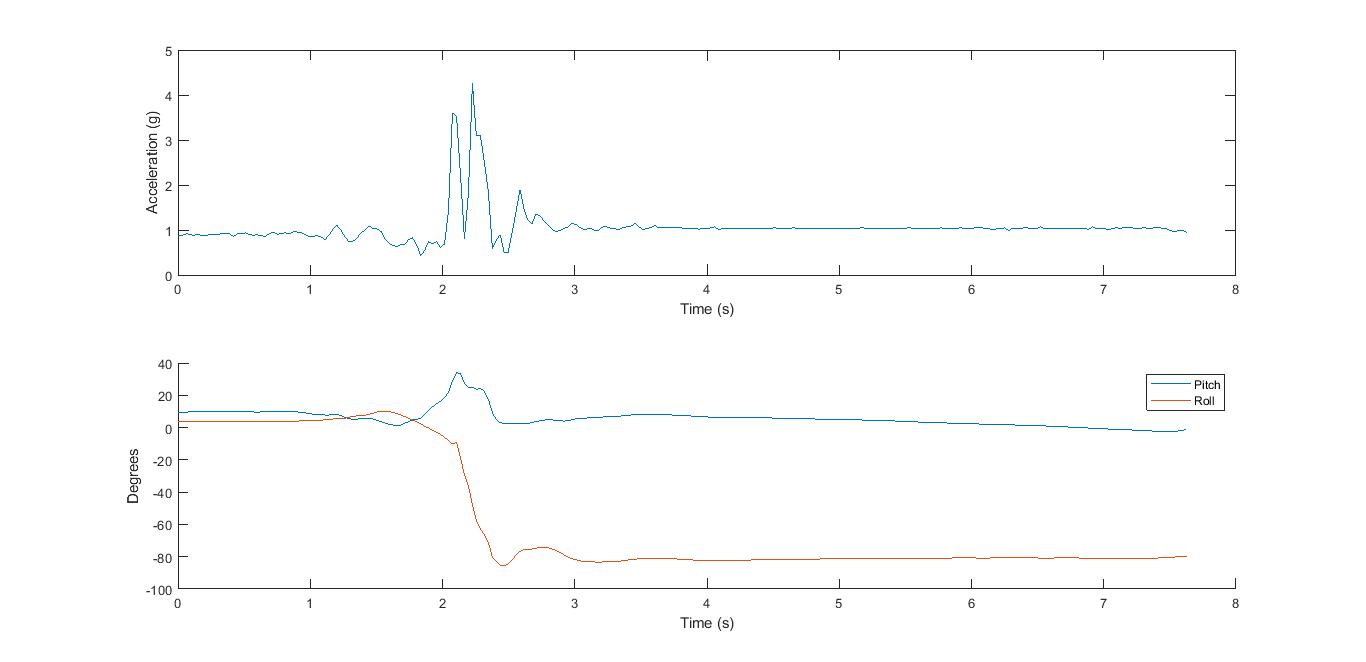 5
4
3
2
1
0
Acceleration (g)
0 1 2 3 4 5 6 7 8
Time (s)
40
20
0
-20
-40
-60
-80
-100
Degrees
Pitch
Roll
0 1 2 3 4 5 6 7 8
Time (s)